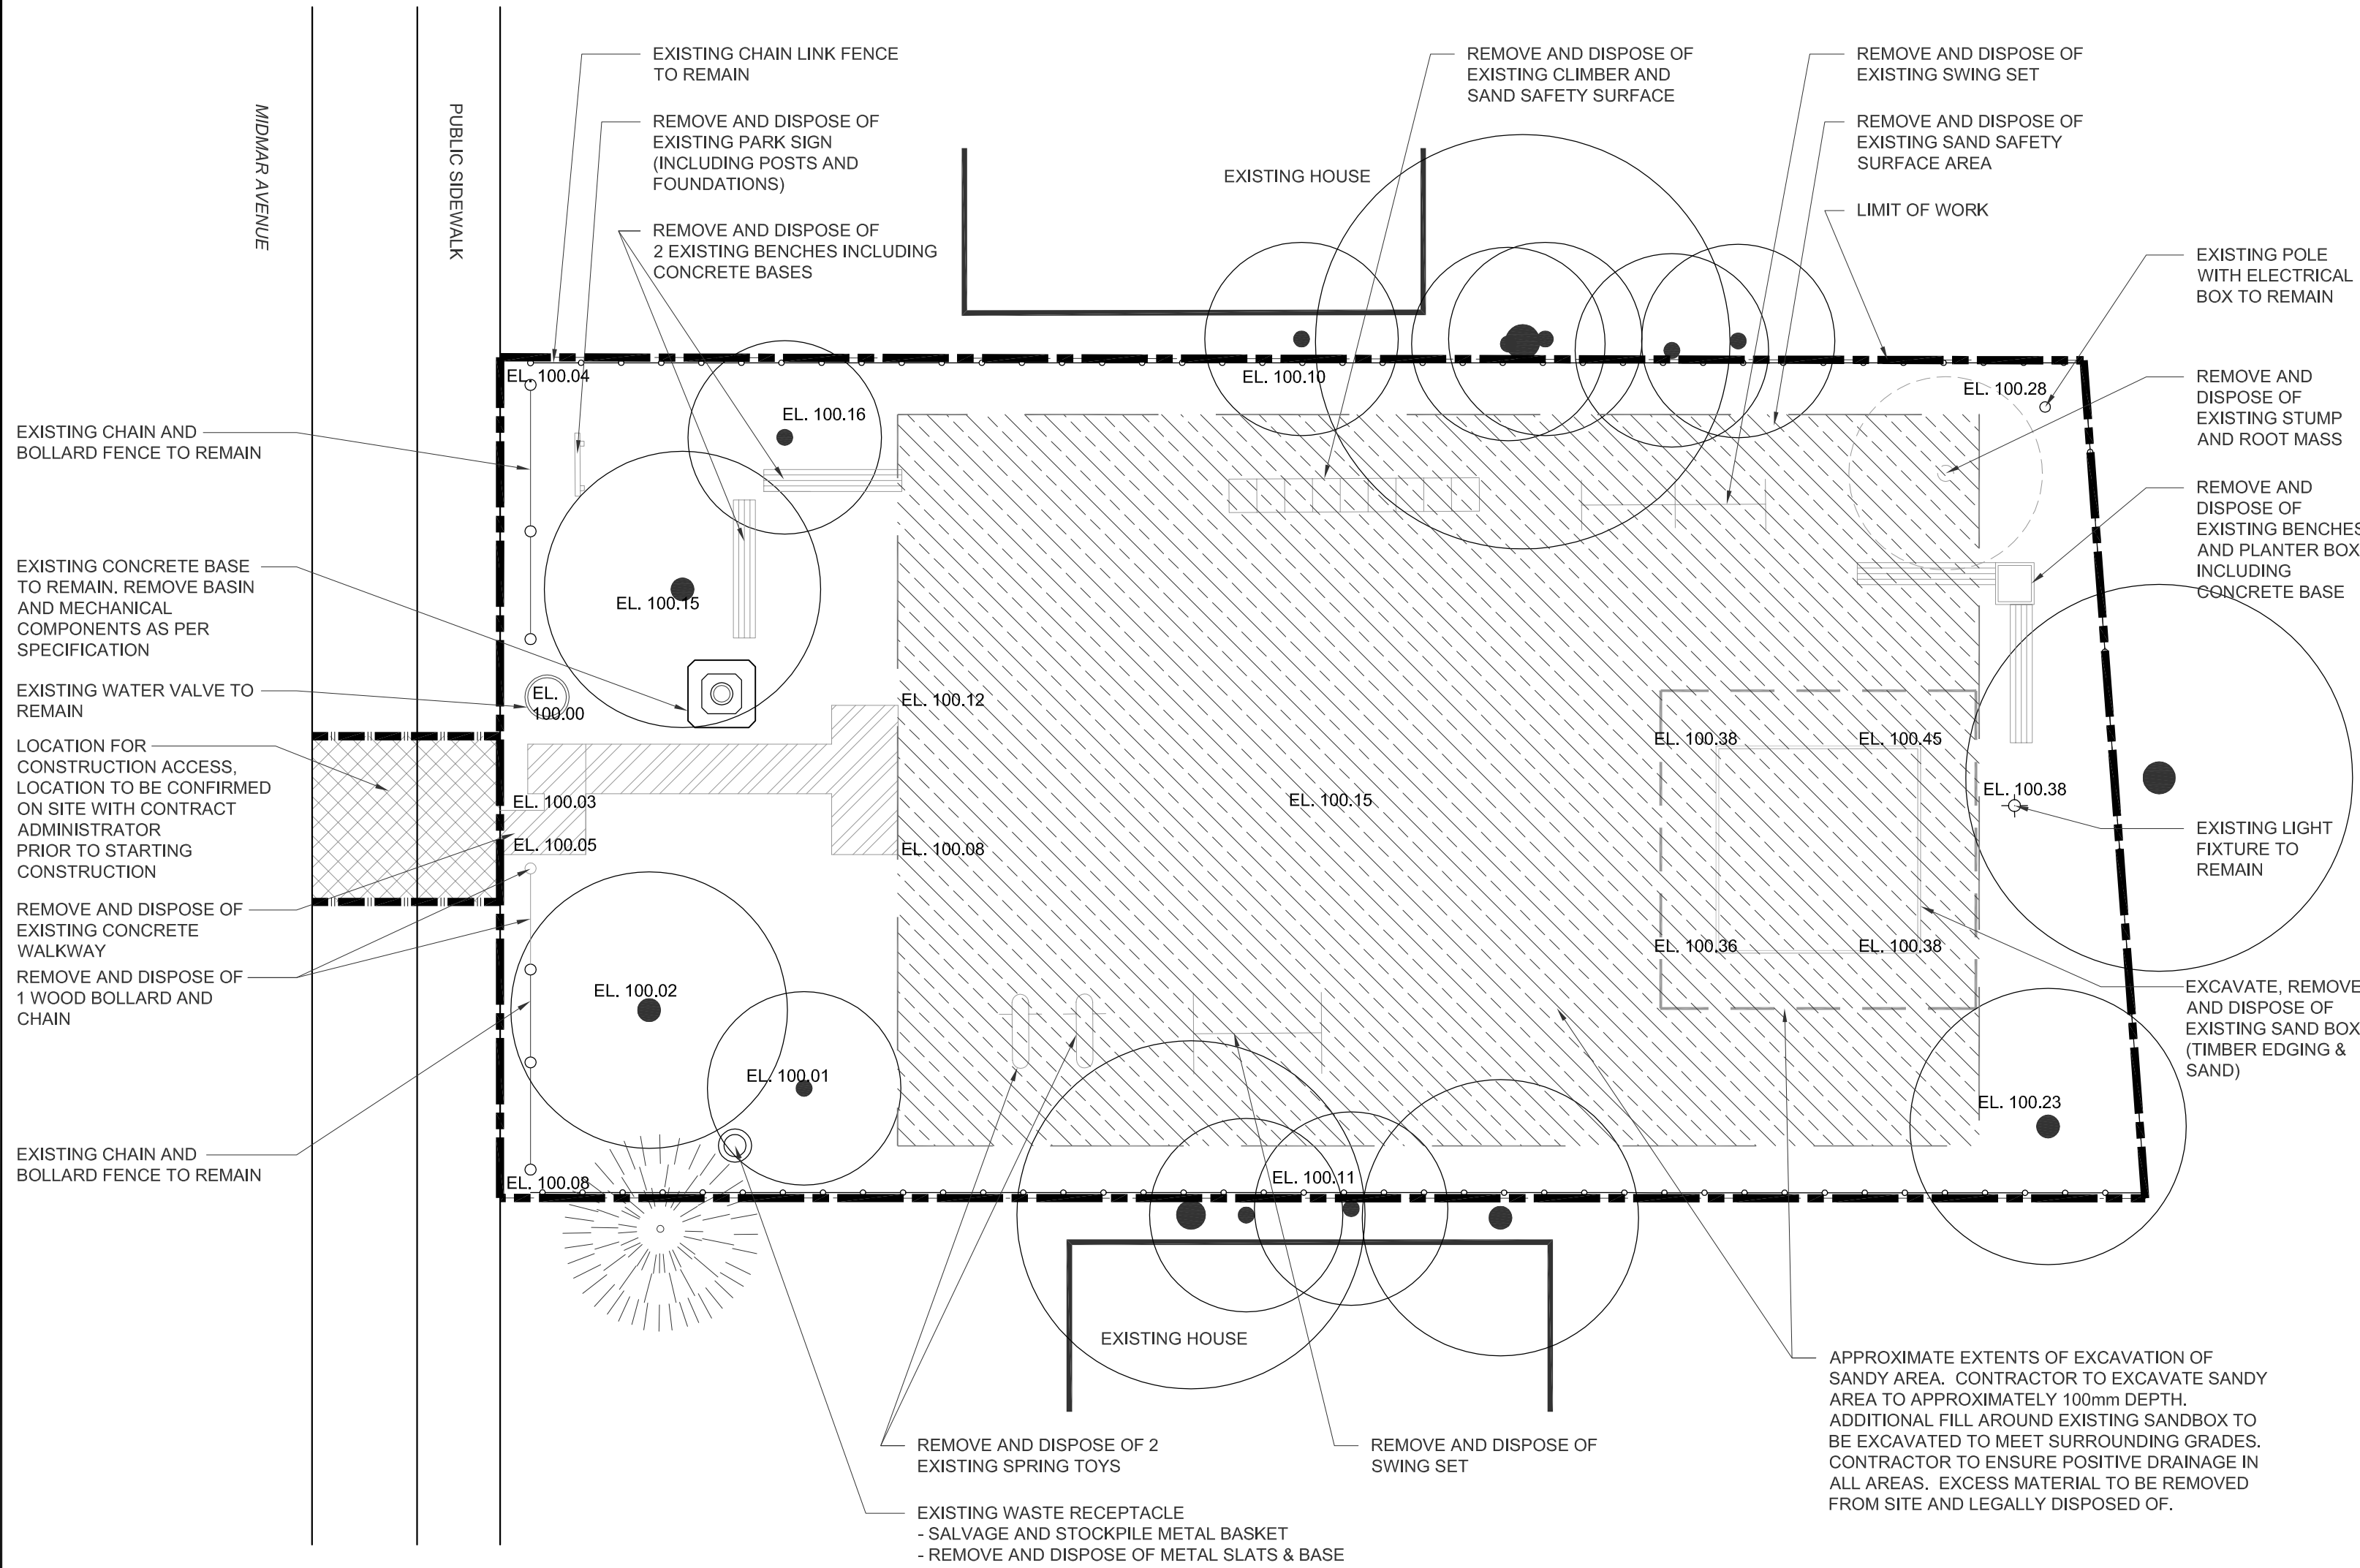 MIDMAR AVENUE
PUBLIC SIDEWALK
EXISTING CHAIN LINK FENCE
TO REMAIN
REMOVE AND DISPOSE OF
EXISTING PARK SIGN
(INCLUDING POSTS AND
FOUNDATIONS)
REMOVE AND DISPOSE OF
2 EXISTING BENCHES INCLUDING
CONCRETE BASES
EXISTING HOUSE
REMOVE AND DISPOSE OF
EXISTING CLIMBER AND
SAND SAFETY SURFACE
REMOVE AND DISPOSE OF
EXISTING SWING SET
REMOVE AND DISPOSE OF
EXISTING SAND SAFETY
SURFACE AREA
LIMIT OF WORK
EXISTING POLE
WITH ELECTRICAL
BOX TO REMAIN
REMOVE AND
DISPOSE OF
EXISTING STUMP
AND ROOT MASS
REMOVE AND
DISPOSE OF
EXISTING BENCHES
AND PLANTER BOX
INCLUDING
CONCRETE BASE
EXISTING LIGHT
FIXTURE TO
REMAIN
EXCAVATE, REMOVE
AND DISPOSE OF
EXISTING SAND BOX
(TIMBER EDGING &
SAND)
EXISTING CHAIN AND
BOLLARD FENCE TO REMAIN
EXISTING CONCRETE BASE
TO REMAIN. REMOVE BASIN
AND MECHANICAL
COMPONENTS AS PER
SPECIFICATION
EXISTING WATER VALVE TO
REMAIN
LOCATION FOR
CONSTRUCTION ACCESS,
LOCATION TO BE CONFIRMED
ON SITE WITH CONTRACT
ADMINISTRATOR
PRIOR TO STARTING
CONSTRUCTION
REMOVE AND DISPOSE OF
EXISTING CONCRETE
WALKWAY
REMOVE AND DISPOSE OF
1 WOOD BOLLARD AND
CHAIN
EXISTING CHAIN AND
BOLLARD FENCE TO REMAIN
EL. 100.04
EL. 100.16
EL. 100.10
EL. 100.28
EL. 100.15
EL.
100.00
EL. 100.12
EL. 100.38
EL. 100.45
EL. 100.03
EL. 100.15
EL. 100.38
EL. 100.05
EL. 100.08
EL. 100.36
EL. 100.38
EL. 100.02
EL. 100.01
EL. 100.23
EL. 100.08
EL. 100.11
EXISTING HOUSE
REMOVE AND DISPOSE OF 2
EXISTING SPRING TOYS
REMOVE AND DISPOSE OF
SWING SET
EXISTING WASTE RECEPTACLE
- SALVAGE AND STOCKPILE METAL BASKET
- REMOVE AND DISPOSE OF METAL SLATS & BASE
APPROXIMATE EXTENTS OF EXCAVATION OF
SANDY AREA. CONTRACTOR TO EXCAVATE SANDY
AREA TO APPROXIMATELY 100mm DEPTH.
ADDITIONAL FILL AROUND EXISTING SANDBOX TO
BE EXCAVATED TO MEET SURROUNDING GRADES.
CONTRACTOR TO ENSURE POSITIVE DRAINAGE IN
ALL AREAS. EXCESS MATERIAL TO BE REMOVED
FROM SITE AND LEGALLY DISPOSED OF.